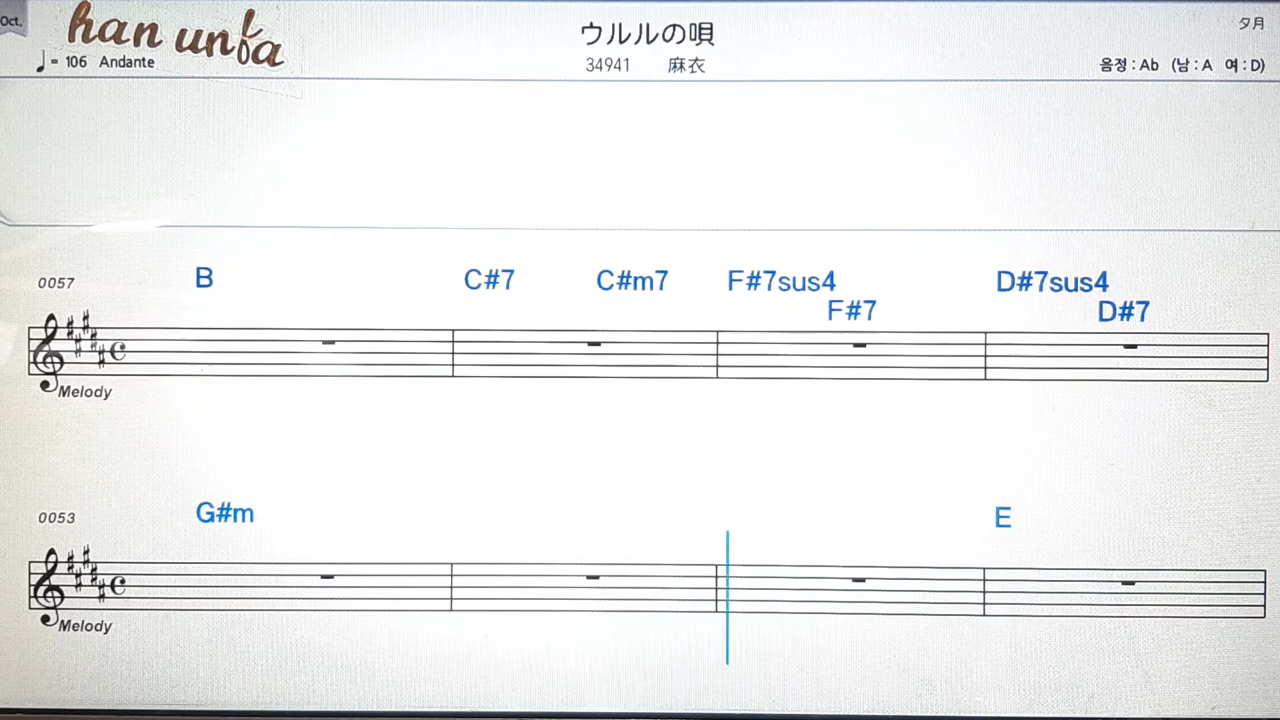 Oct.
han unfa
= 106 Andante
ウルルの唄
34941 麻衣
夕月
음정 : Ab (남 : A 여 : D)
0057
B C#7 C#m7 F#7sus4 D#7sus4
F#7 D#7
Melody
0053
G#m E
Melody